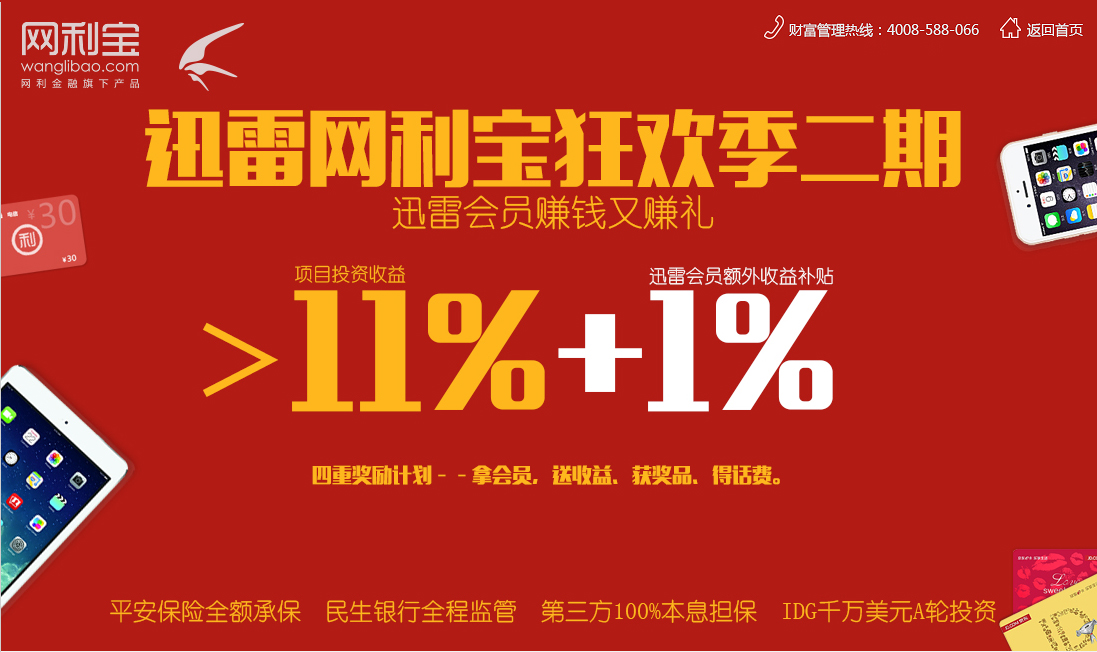 网利宝
wanglibao.com
网利金融旗下产品
财富管理热线：4008-588-066
返回首页
迅雷网利宝狂欢季二期
迅雷会员赚钱又赚礼
电信 ¥30
利
¥30
项目投资收益
迅雷会员额外收益补贴
>11%+1%
四重奖励计划--拿会员，送收益、获奖品、得话费。
平安保险全额承保 民生银行全程监管 第三方100%本息担保 IDG千万美元A轮投资
Love